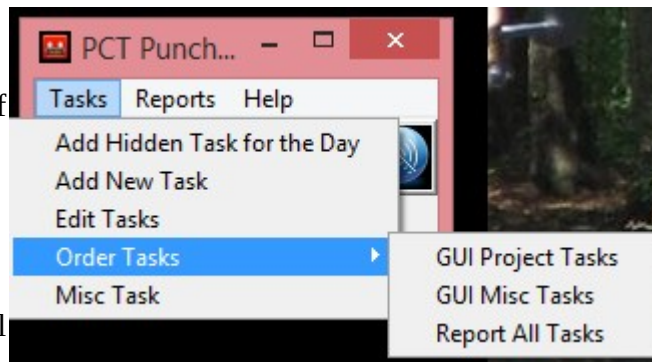 PCT Punch...
f
Tasks Reports Help
Add Hidden Task for the Day
Add New Task
Edit Tasks
Order Tasks
GUI Project Tasks
Misc Task
GUI Misc Tasks
l
Report All Tasks